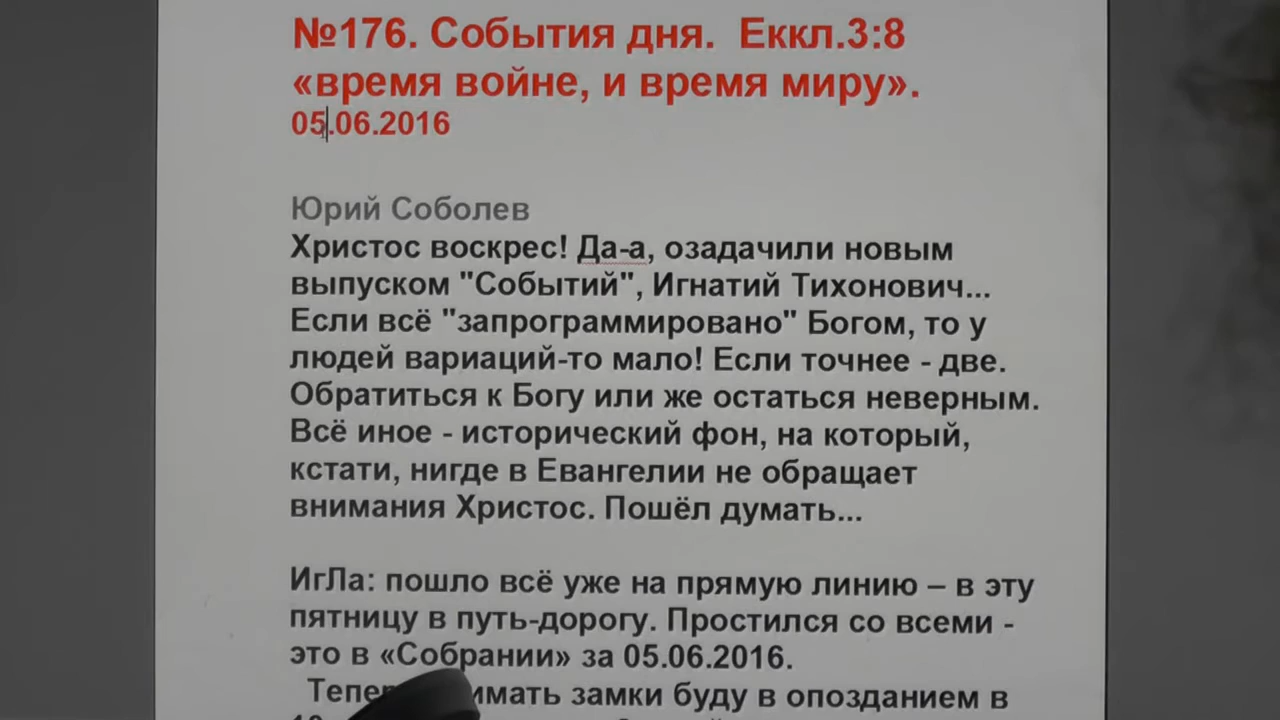 №176. События дня. Еккл.3:8
«время войне, и время миру».
05.06.2016
Юрий Соболев
Христос воскрес! Да-а, озадачили новым
выпуском "Событий", Игнатий Тихонович...
Если всё "запрограммировано" Богом, то у
людей вариаций-то мало! Если точнее - две.
Обратиться к Богу или же остаться неверным.
Всё иное - исторический фон, на который,
кстати, нигде в Евангелии не обращает
внимания Христос. Пошёл думать...
ИгЛа: пошло всё уже на прямую линию – в эту
пятницу в путь-дорогу. Простился со всеми -
это в «Собрании» за 05.06.2016.
замки буду в опозданием в